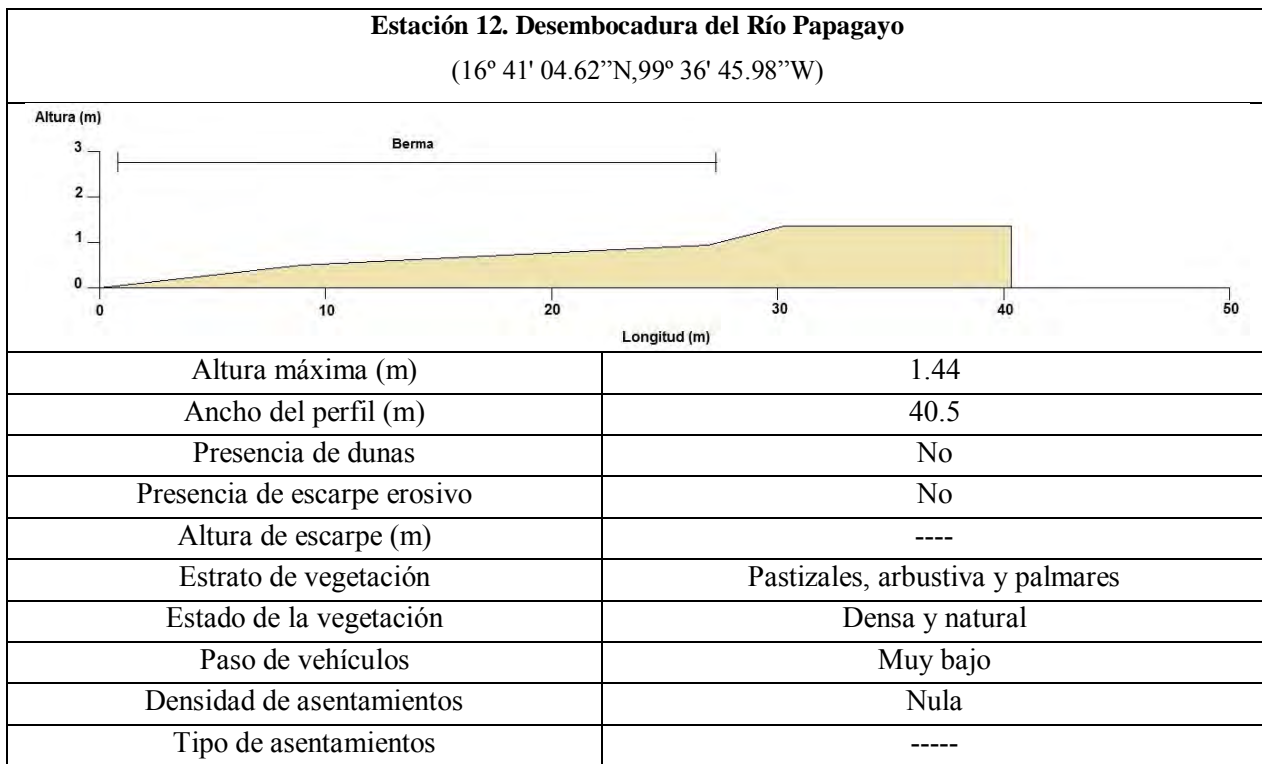 Estación 12. Desembocadura del Río Papagayo
(16º 41' 04.62”N,99º 36' 45.98”W)
Altura (m)
Berma
3
2
1
0
0 10 20 30 40 50
Longitud (m)
Altura máxima (m) 1.44
Ancho del perfil (m) 40.5
Presencia de dunas No
Presencia de escarpe erosivo No
Altura de escarpe (m) ----
Estrato de vegetación Pastizales, arbustiva y palmares
Estado de la vegetación Densa y natural
Paso de vehículos Muy bajo
Densidad de asentamientos Nula
Tipo de asentamientos -----